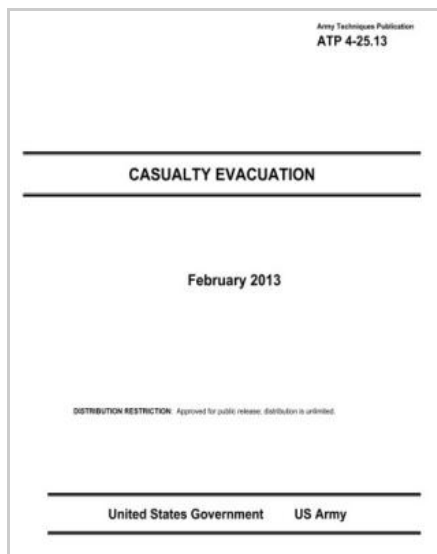 Army Techniques Publication
ATP 4-25.13
CASUALTY EVACUATION
February 2013
DISTRIBUTION RESTRICTION: Approved for public release; distribution is unlimited.
United States Government US Army